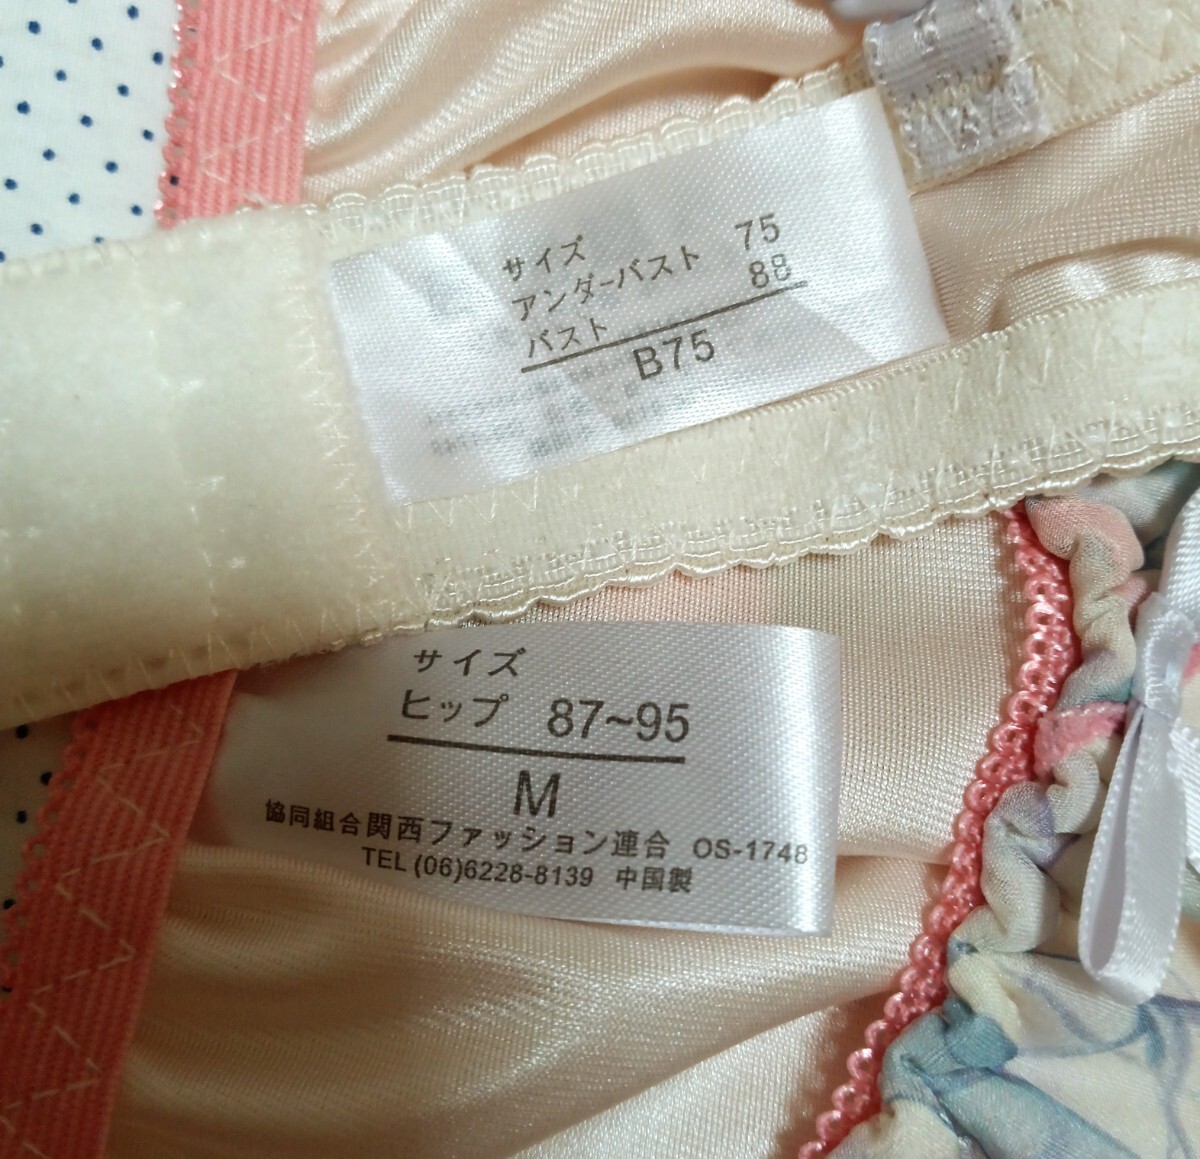 サイズ
アンダーバスト 75
バスト 88
B75
サイズ
ヒップ 87~95
M
協同組合関西ファッション連合 OS-1748
TEL (06)6228-8139 中国製